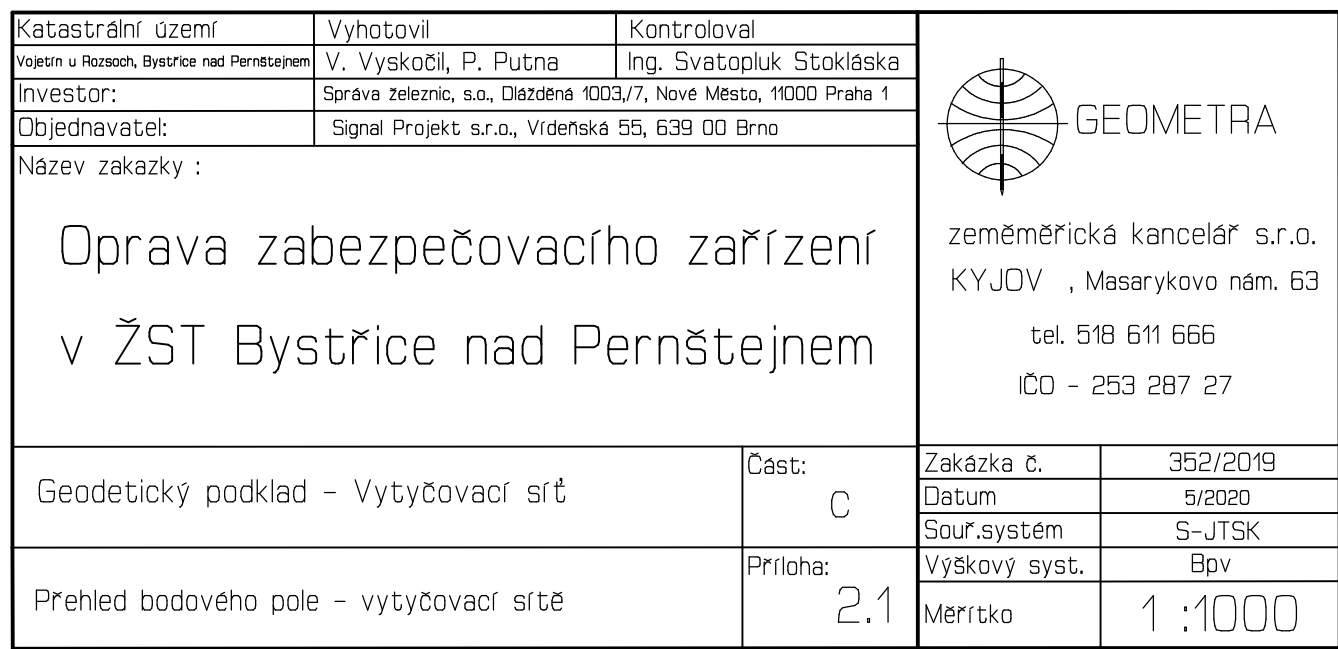 Katastrální území
Vyhotovil
Kontroloval
Vojetín u Rozsoch, Bystřice nad Pernštejnem
V. Vyskočil, P. Putna
Ing. Svatopluk Stokláska
Investor:
Správa železnic, s.o., Dlážděná 1003,/7, Nové Město, 11000 Praha 1
Objednavatel:
Signal Projekt s.r.o., Vídeňská 55, 639 00 Brno
Název zakazky :
Oprava zabezpečovacího zařízení
v ŽST Bystřice nad Pernštejnem
GEOMETRA
zeměměřická kancelář s.r.o.
KYJOV , Masarykovo nám. 63
tel. 518 611 666
IČO - 253 287 27
Geodetický podklad - Vytyčovací síť
Část:
C
Přehled bodového pole - vytyčovací sítě
Příloha:
2.1
Zakázka č.
352/2019
Datum
5/2020
Souř.systém
S-JTSK
Výškový syst.
Bpv
Měřítko
1 :1000